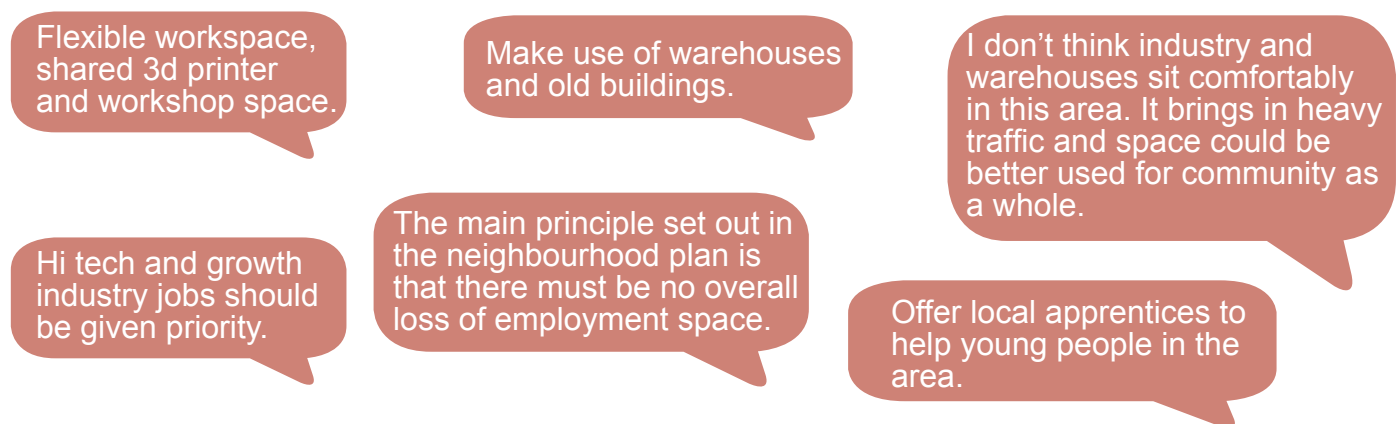 Flexible workspace,
shared 3d printer
and workshop space.
Make use of warehouses
and old buildings.
I don’t think industry and
warehouses sit comfortably
in this area. It brings in heavy
traffic and space could be
better used for community as
a whole.
Hi tech and growth
industry jobs should
be given priority.
The main principle set out in
the neighbourhood plan is
that there must be no overall
loss of employment space.
Offer local apprentices to
help young people in the
area.